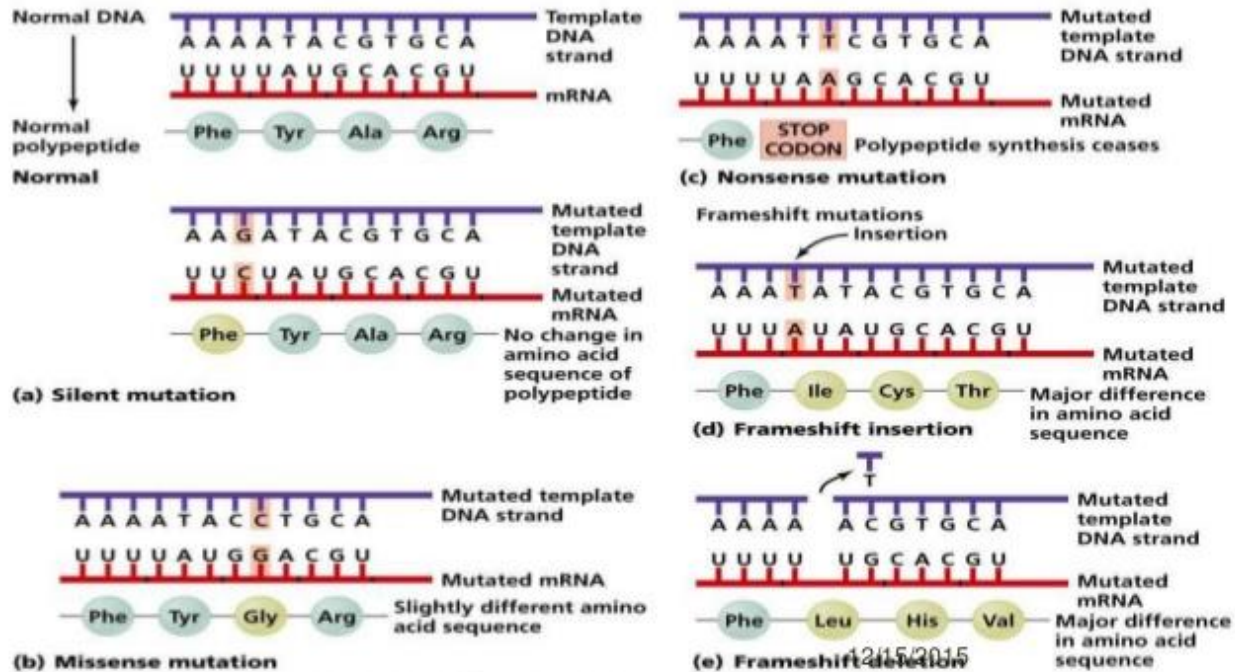 Normal DNA
A A A A T A C G T G C A
Template
DNA
strand
U U U U A U G C A C G U
mRNA
Normal
polypeptide
Phe Tyr Ala Arg
Normal
A A G A T A C G T G C A
Mutated
template
DNA
strand
U U C U A U G C A C G U
Mutated
mRNA
Phe Tyr Ala Arg
No change in
amino acid
sequence of
polypeptide
(a) Silent mutation
A A A A T A C C T G C A
Mutated template
DNA strand
U U U U A U G G A C G U
Mutated mRNA
Phe Tyr Gly Arg
Slightly different amino
acid sequence
(b) Missense mutation
A A A A T T C G T G C A
Mutated
template
DNA strand
U U U U A A G C A C G U
Mutated
mRNA
Phe STOP
CODON
Polypeptide synthesis ceases
(c) Nonsense mutation
Frameshift mutations
Insertion
A A A T A T A C G T G C A
Mutated
template
DNA strand
U U U A U A U G C A C G U
Mutated
mRNA
Phe Ile Cys Thr
Major difference
in amino acid
sequence
(d) Frameshift insertion
T
A A A A A C G T G C A
Mutated
template
DNA strand
U U U U U G C A C G U
Mutated
mRNA
Phe Leu His Val
Major difference
in amino acid
sequence
(e) Frameshift deletion
12/15/2015